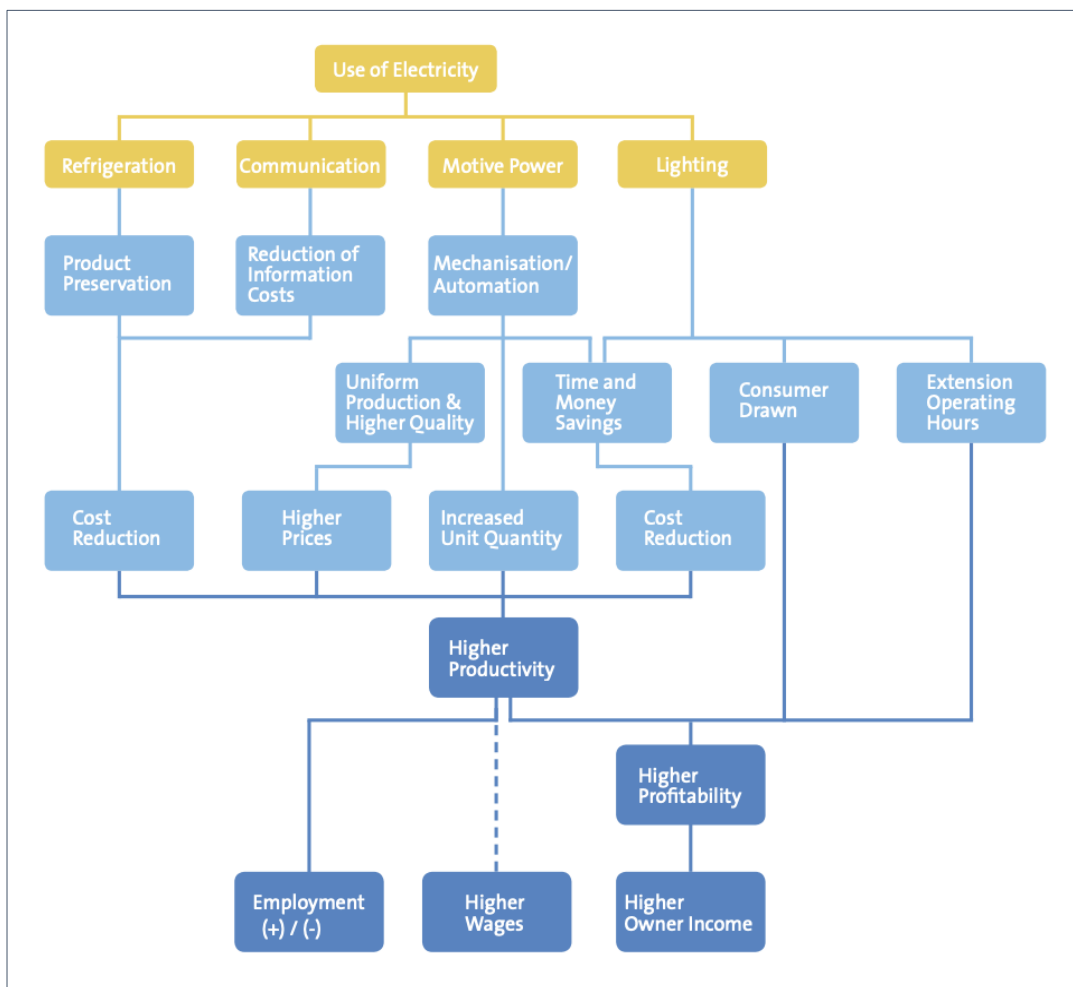 Use of Electricity
Refrigeration
Communication
Motive Power
Lighting
Product
Preservation
Reduction of
Information
Costs
Mechanisation/
Automation
Uniform
Production &
Higher Quality
Time and
Money
Savings
Consumer
Drawn
Extension
Operating
Hours
Cost
Reduction
Higher
Prices
Increased
Unit Quantity
Cost
Reduction
Higher
Productivity
Higher
Profitability
Employment
(+) / (-)
Higher
Wages
Higher
Owner Income